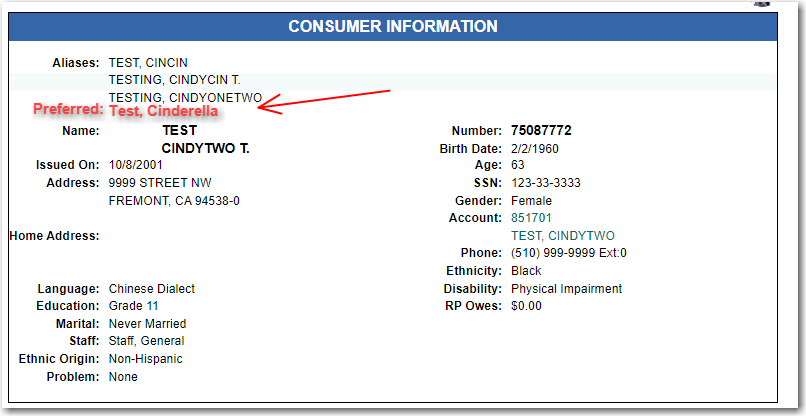 CONSUMER INFORMATION
Aliases: TEST, CINCIN
TESTING, CINDYCIN T.
TESTING, CINDYONETWO
Preferred: Test, Cinderella
Name: TEST
CINDYTWO T.
Issued On: 10/8/2001
Address: 9999 STREET NW
FREMONT, CA 94538-0
Home Address:
Language: Chinese Dialect
Education: Grade 11
Marital: Never Married
Staff: Staff, General
Ethnic Origin: Non-Hispanic
Problem: None
Number: 75087772
Birth Date: 2/2/1960
Age: 63
SSN: 123-33-3333
Gender: Female
Account: 851701
TEST, CINDYTWO
Phone: (510) 999-9999 Ext:0
Ethnicity: Black
Disability: Physical Impairment
RP Owes: $0.00